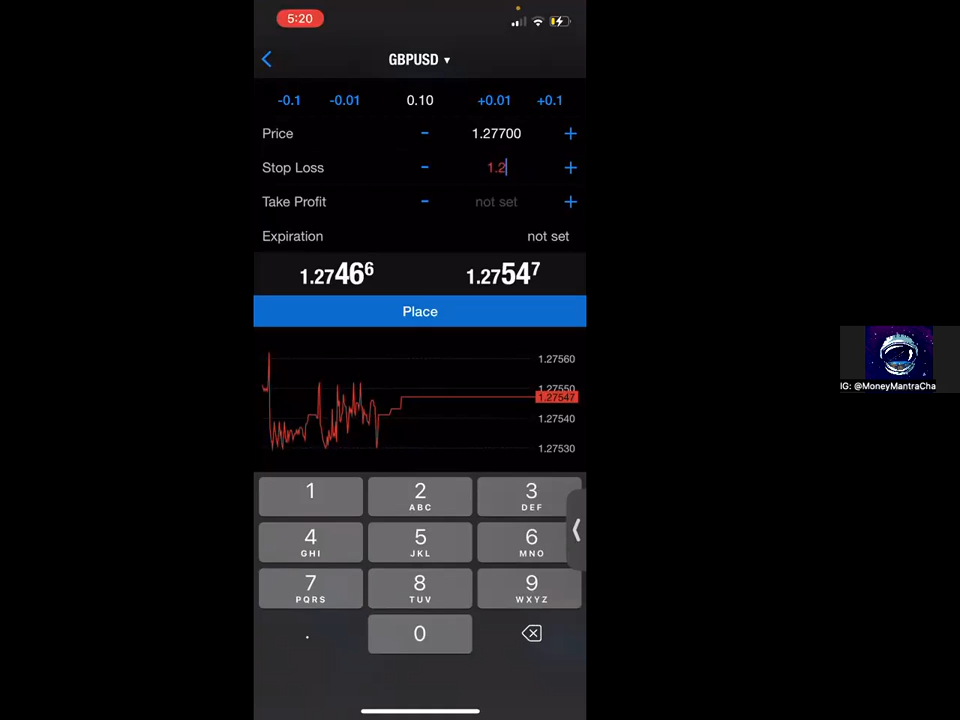 5:20
GBPUSD ▾
-0.1 -0.01 0.10 +0.01 +0.1
Price - 1.27700 +
Stop Loss - 1.2 +
Take Profit - not set +
Expiration not set
1.27466 1.27547
Place
1.27560
1.27550
1.27547
1.27540
1.27530
IG: @MoneyMantraCha
1 2 ABC 3 DEF
4 GHI 5 JKL 6 MNO
7 PQRS 8 TUV 9 WXYZ
. 0